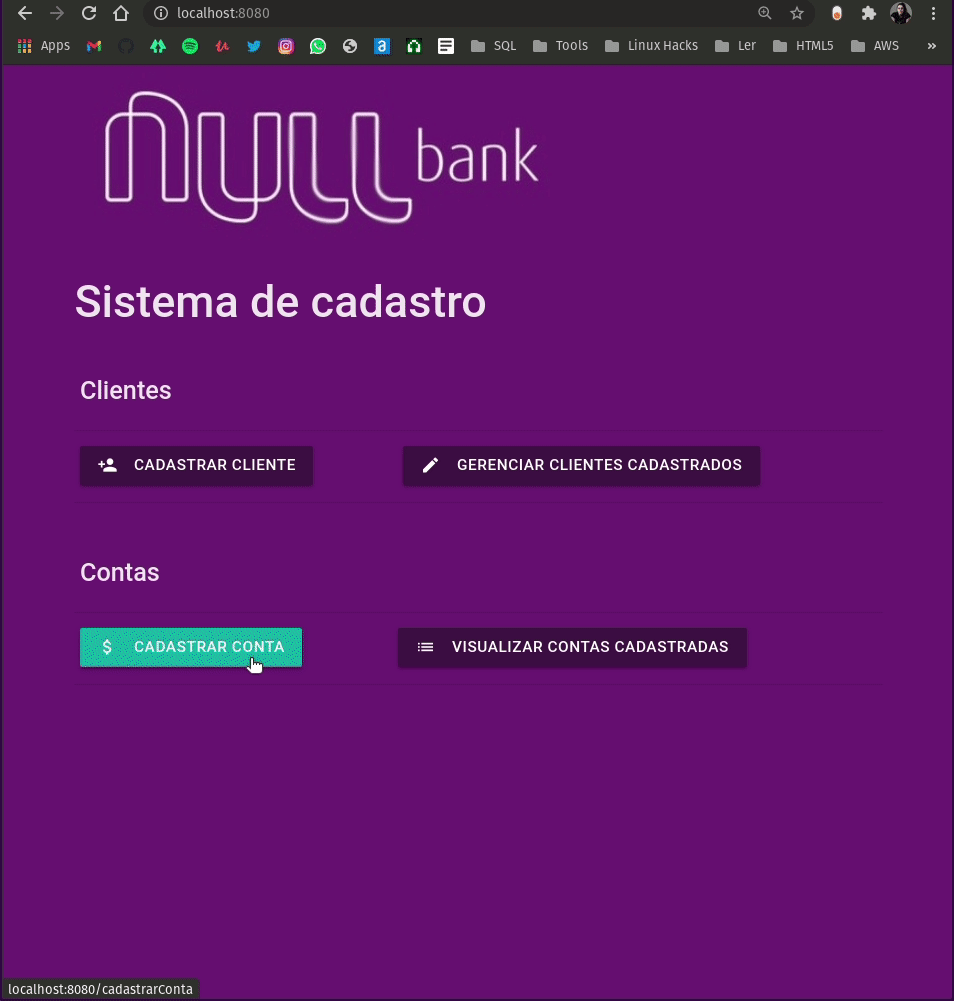 localhost:8080
Apps SQL Tools Linux Hacks Ler HTML5 AWS »
null bank
Sistema de cadastro
Clientes
CADASTRAR CLIENTE GERENCIAR CLIENTES CADASTRADOS
Contas
$ CADASTRAR CONTA VISUALIZAR CONTAS CADASTRADAS
localhost:8080/cadastrarConta